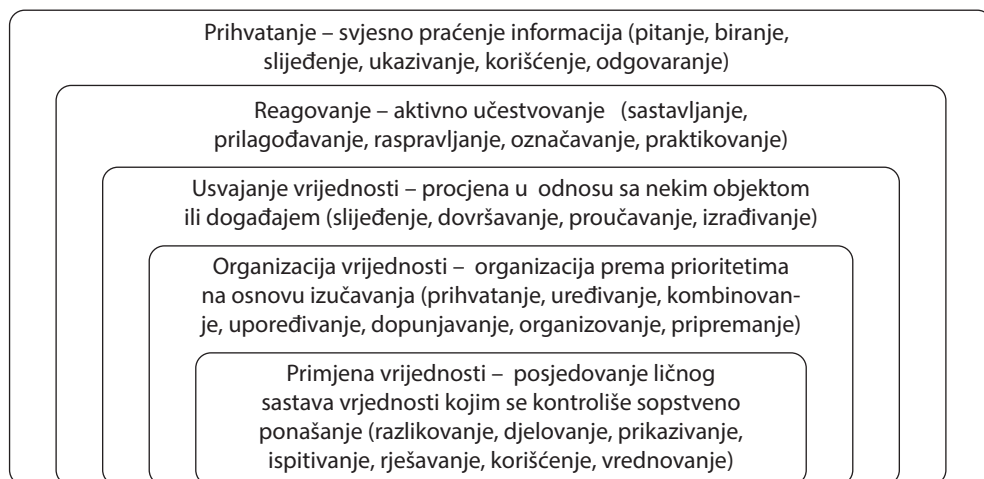 Prihvatanje – svjesno praćenje informacija (pitanje, biranje,
slijeđenje, ukazivanje, korišćenje, odgovaranje)
Reagovanje – aktivno učestvovanje (sastavljanje,
prilagođavanje, raspravljanje, označavanje, praktikovanje)
Usvajanje vrijednosti – procjena u odnosu sa nekim objektom
ili događajem (slijeđenje, dovršavanje, proučavanje, izrađivanje)
Organizacija vrijednosti – organizacija prema prioritetima
na osnovu izučavanja (prihvatanje, uređivanje, kombinovan-
je, upoređivanje, dopunjavanje, organizovanje, pripremanje)
Primjena vrijednosti – posjedovanje ličnog
sastava vrjednosti kojim se kontroliše sopstveno
ponašanje (razlikovanje, djelovanje, prikazivanje,
ispitivanje, rješavanje, korišćenje, vrednovanje)